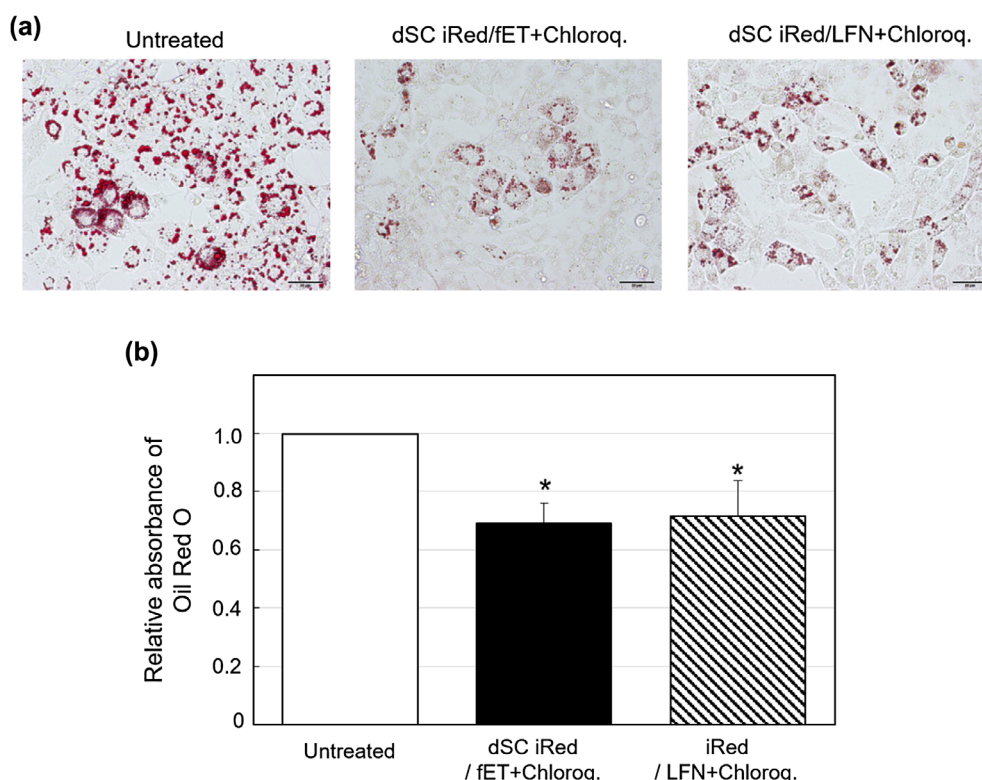 (a)
Untreated
dSC iRed/fET+Chloroq.
dSC iRed/LFN+Chloroq.
(b)
Relative absorbance of
Oil Red O
1.0
0.8
0.6
0.4
0.2
0
*
*
Untreated
dSC iRed
/ fET+Chloroq.
iRed
/ LFN+Chloroq.